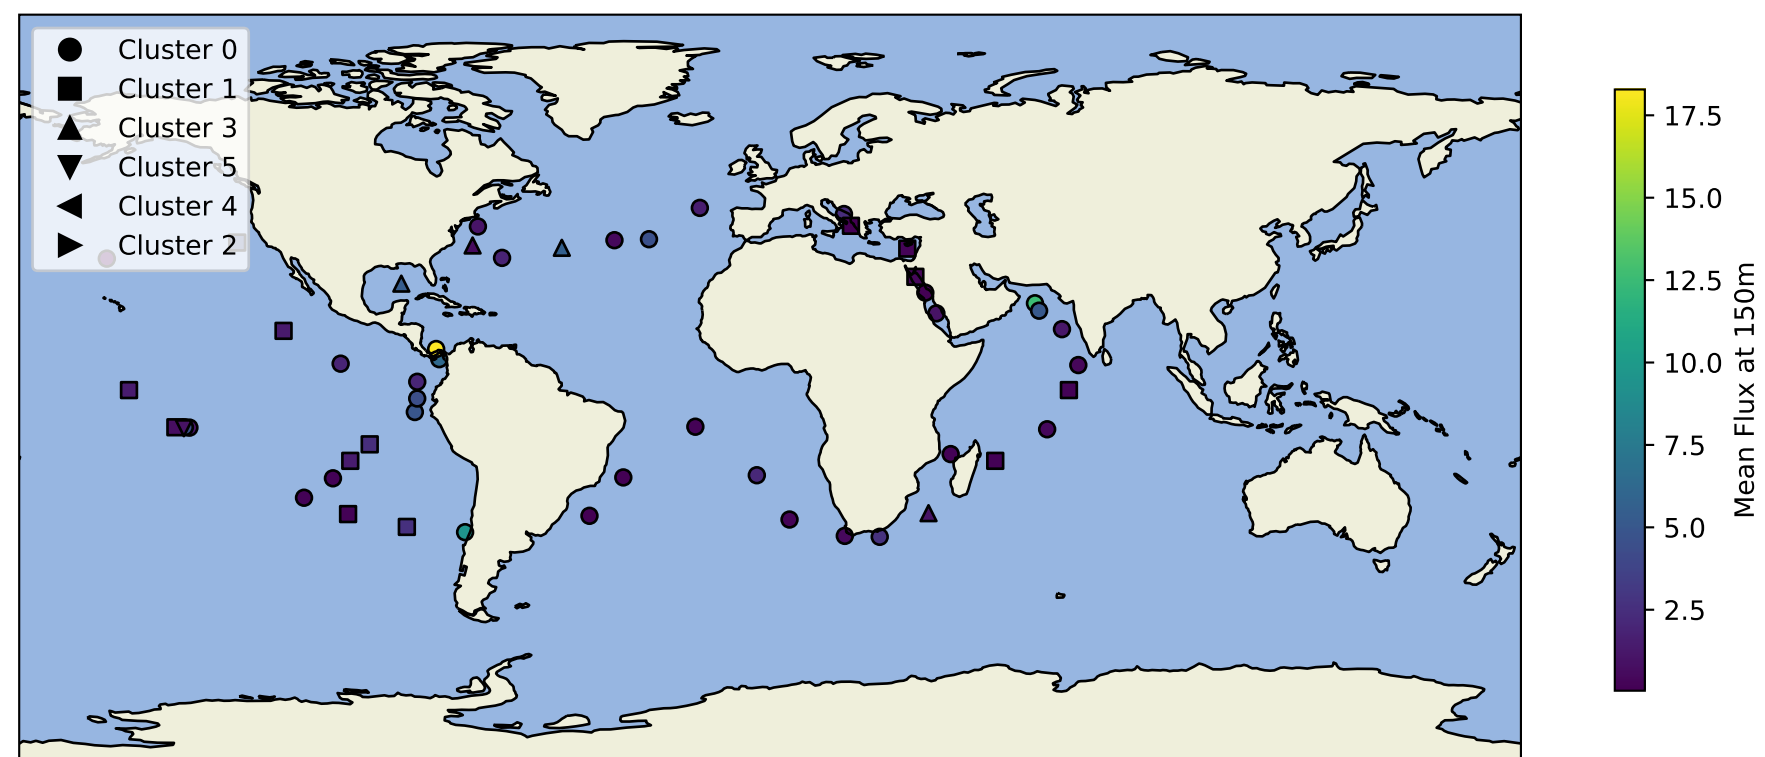 Cluster 0
Cluster 1
Cluster 3
Cluster 5
Cluster 4
Cluster 2
17.5
15.0
12.5
10.0
7.5
5.0
2.5
Mean Flux at 150m